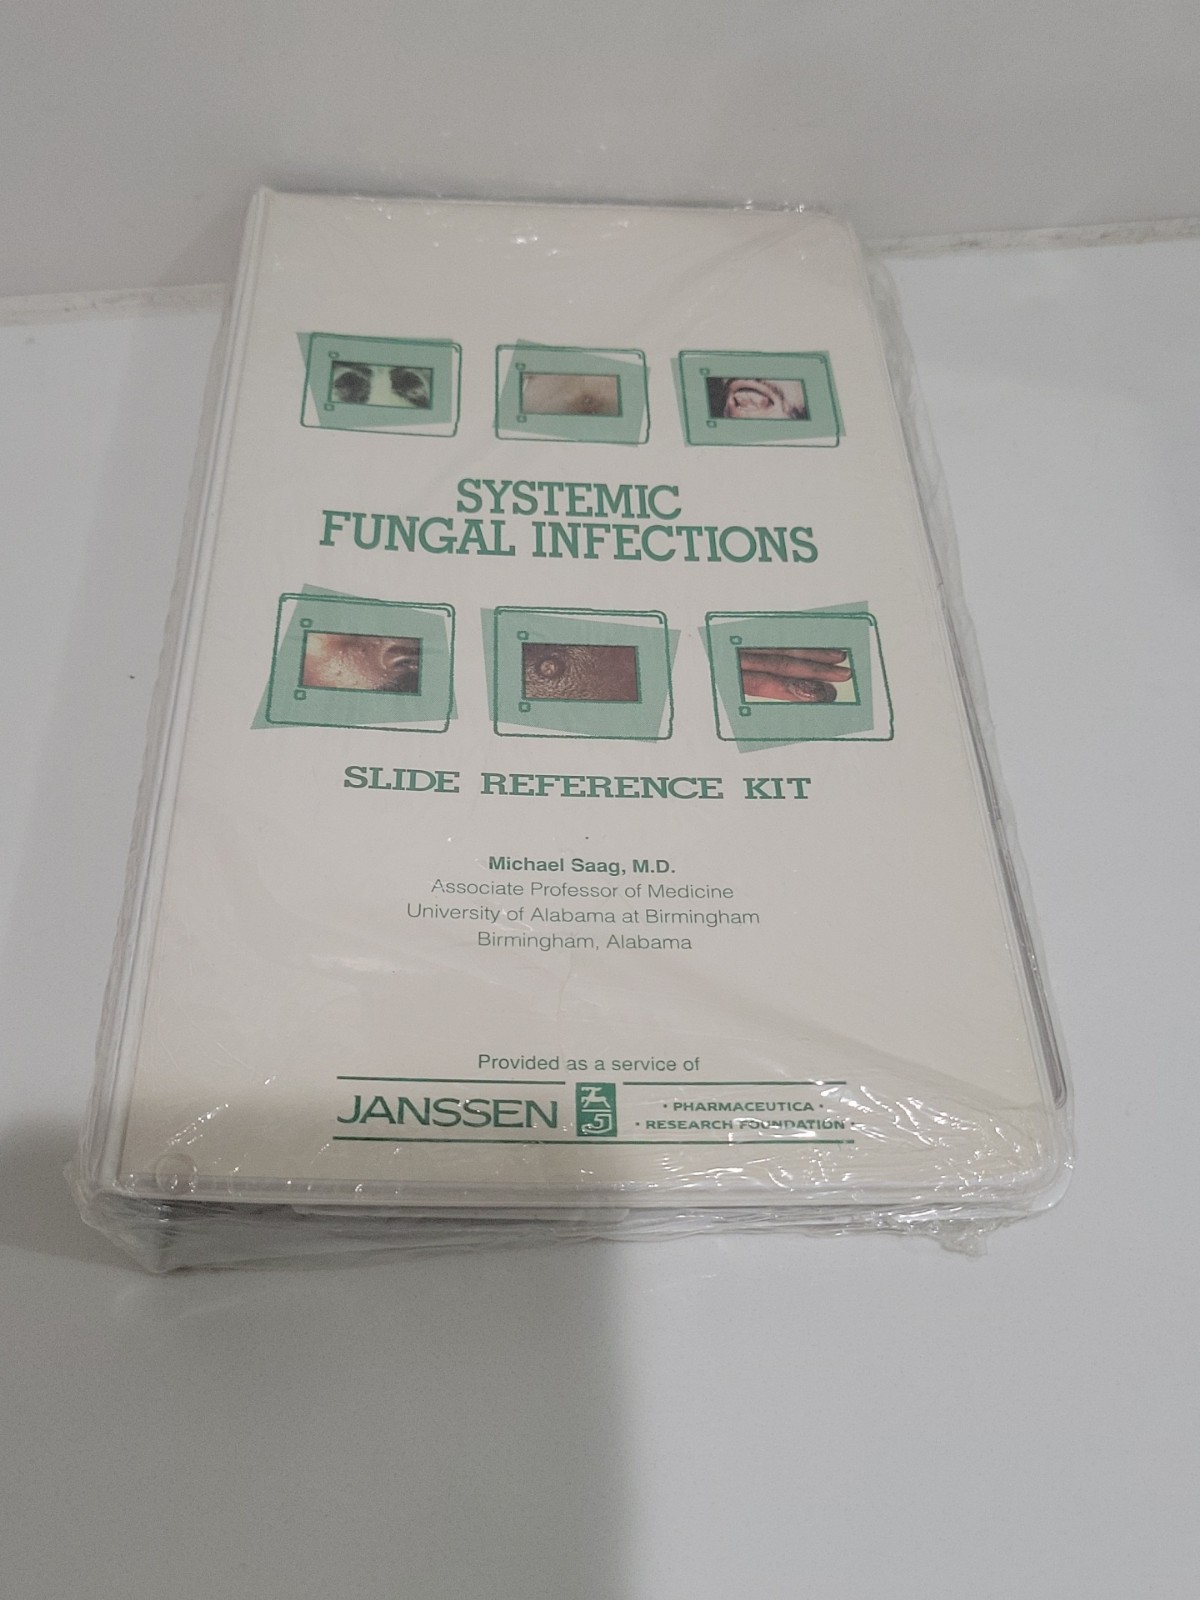 SYSTEMIC
FUNGAL INFECTIONS
SLIDE REFERENCE KIT
Michael Saag, M.D.
Associate Professor of Medicine
University of Alabama at Birmingham
Birmingham, Alabama
Provided as a service of
JANSSEN
• PHARMACEUTICA •
• RESEARCH FOUNDATION •